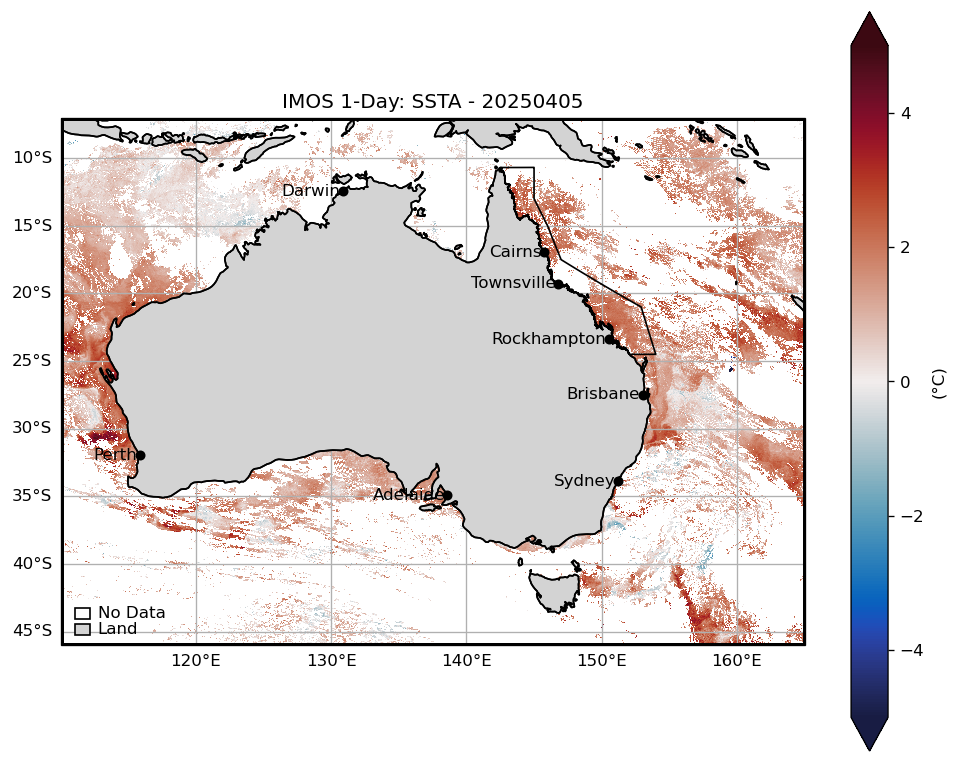 IMOS 1-Day: SSTA - 20250405
10°S
15°S
20°S
25°S
30°S
35°S
40°S
45°S
Darwin
Cairns
Townsville
Rockhampton
Brisbane
Perth
Sydney
Adelaide
No Data
Land
120°E
130°E
140°E
150°E
160°E
4
2
0
−2
−4
(°C)